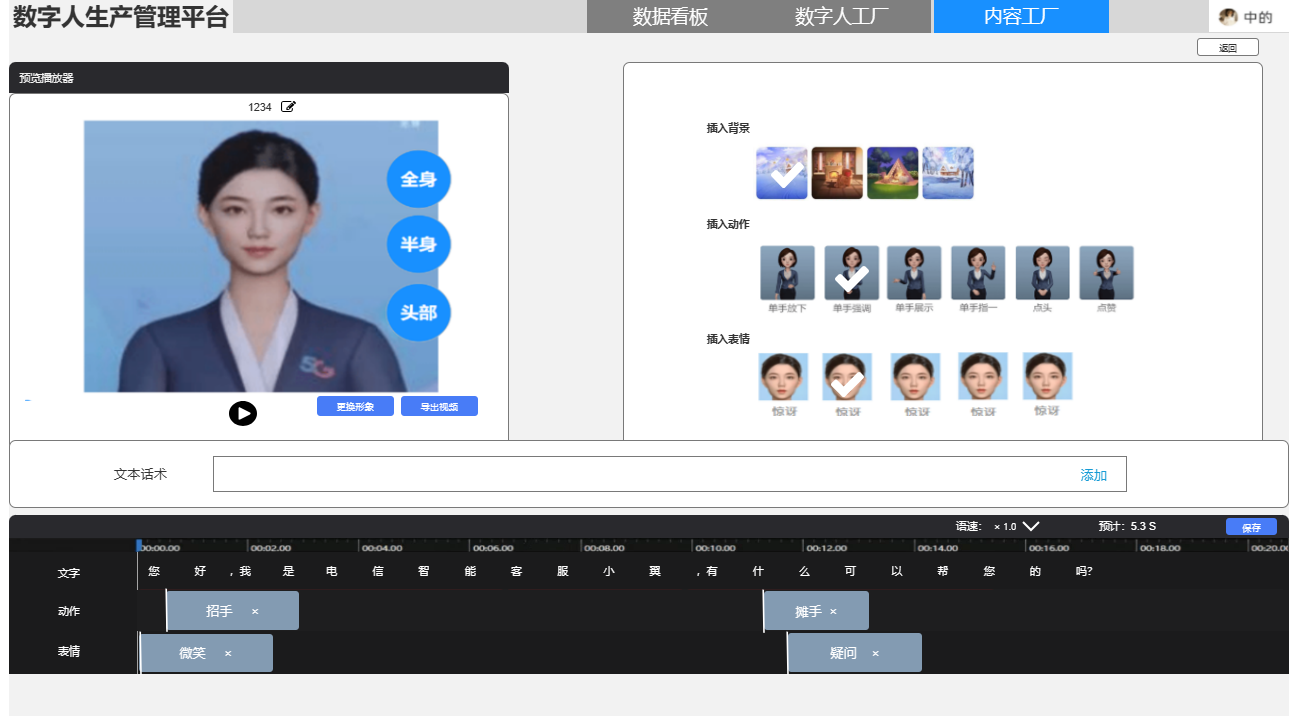 数字人生产管理平台
数据看板 数字人工厂 内容工厂 中的
返回
预览播放器
1234
全身
半身
头部
5G
更换形象 导出视频
插入背景
插入动作
单手放下 单手强调 单手展示 单手指一 点头 点赞
插入表情
惊讶 惊讶 惊讶 惊讶 惊讶
文本话术 添加
语速: × 1.0 预计: 5.3 S 保存
00:00.00 00:02.00 00:04.00 00:06.00 00:08.00 00:10.00 00:12.00 00:14.00 00:16.00 00:18.00 00:20.0
文字 您 好 , 我 是 电 信 智 能 客 服 小 翼 , 有 什 么 可 以 帮 您 的 吗?
动作 招手 × 摊手 ×
表情 微笑 × 疑问 ×